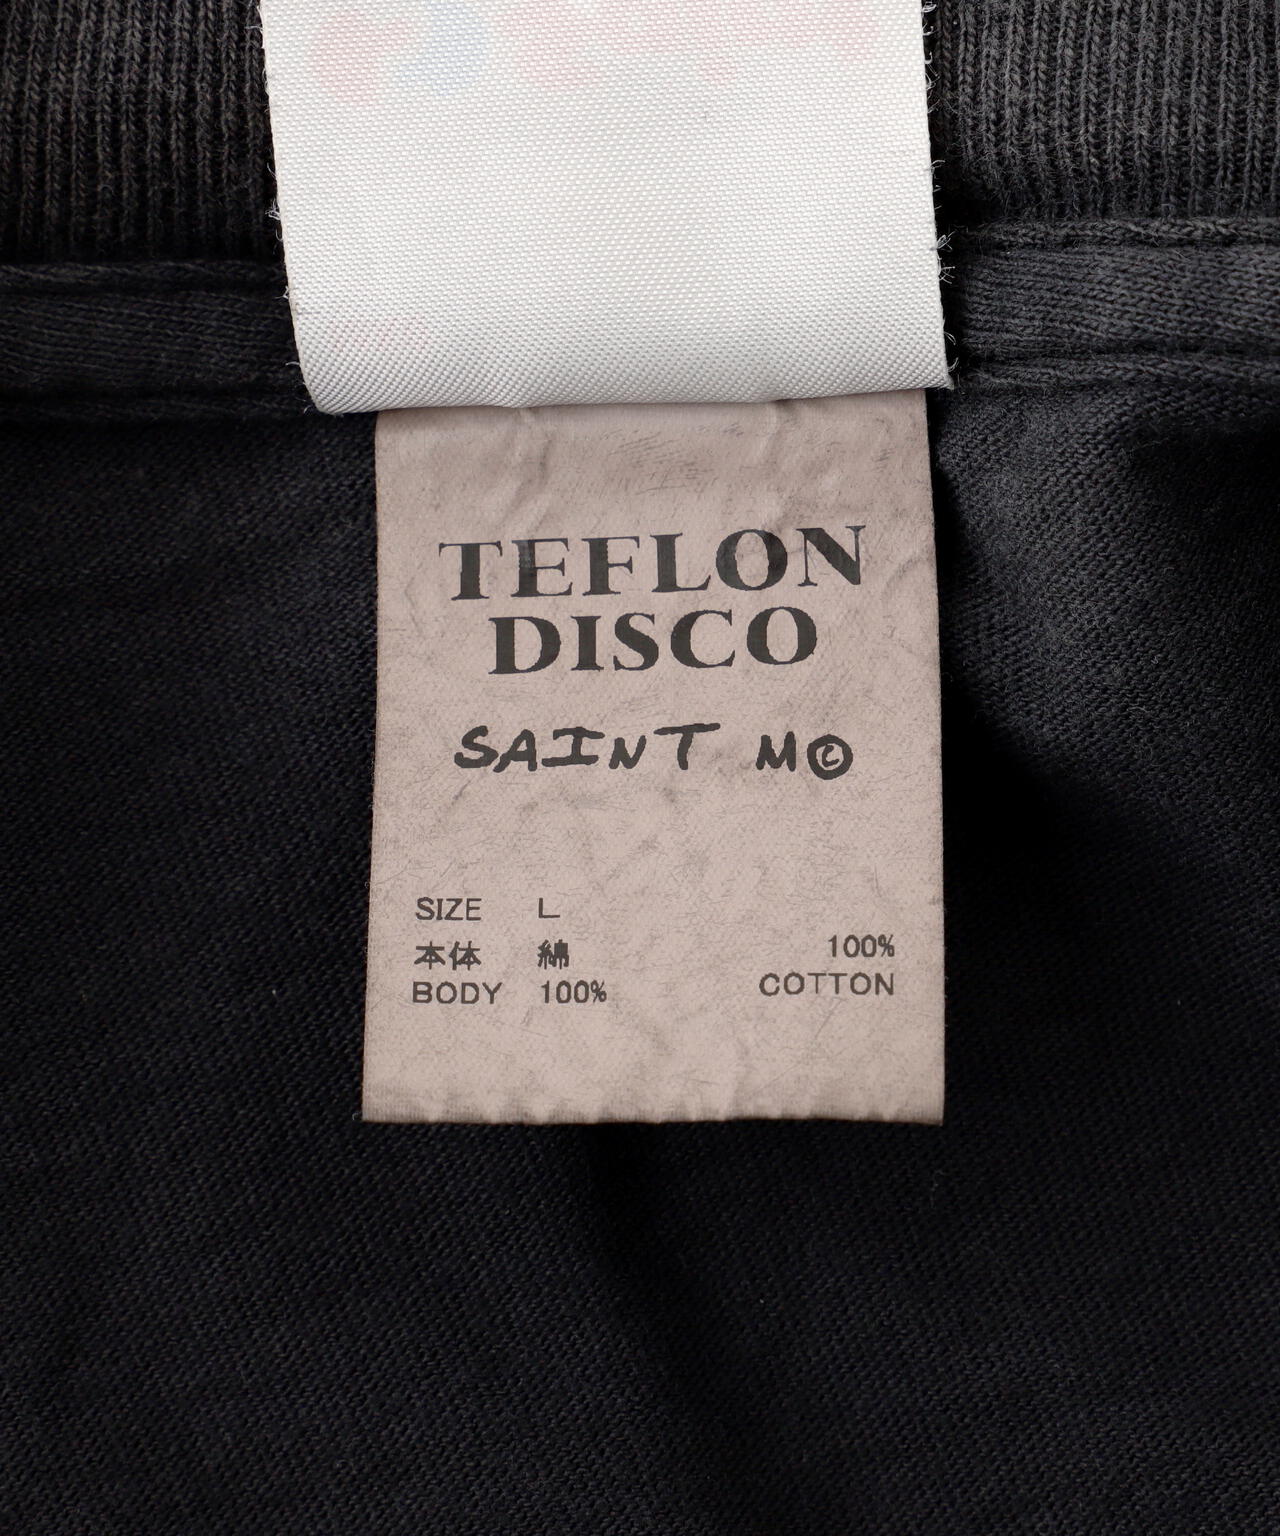 TEFLON
DISCO
SAINT M©
SIZE L
本体 綿 100%
BODY 100% COTTON